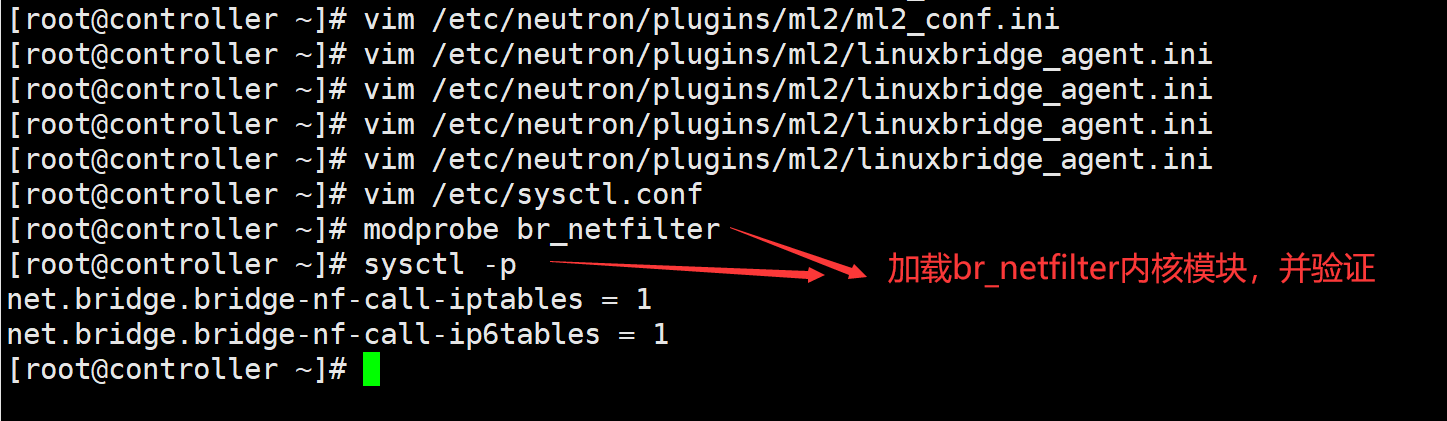 [root@controller ~]# vim /etc/neutron/plugins/ml2/ml2_conf.ini
[root@controller ~]# vim /etc/neutron/plugins/ml2/linuxbridge_agent.ini
[root@controller ~]# vim /etc/neutron/plugins/ml2/linuxbridge_agent.ini
[root@controller ~]# vim /etc/neutron/plugins/ml2/linuxbridge_agent.ini
[root@controller ~]# vim /etc/neutron/plugins/ml2/linuxbridge_agent.ini
[root@controller ~]# vim /etc/sysctl.conf
[root@controller ~]# modprobe br_netfilter
[root@controller ~]# sysctl -p
加载br_netfilter内核模块，并验证
net.bridge.bridge-nf-call-iptables = 1
net.bridge.bridge-nf-call-ip6tables = 1
[root@controller ~]#